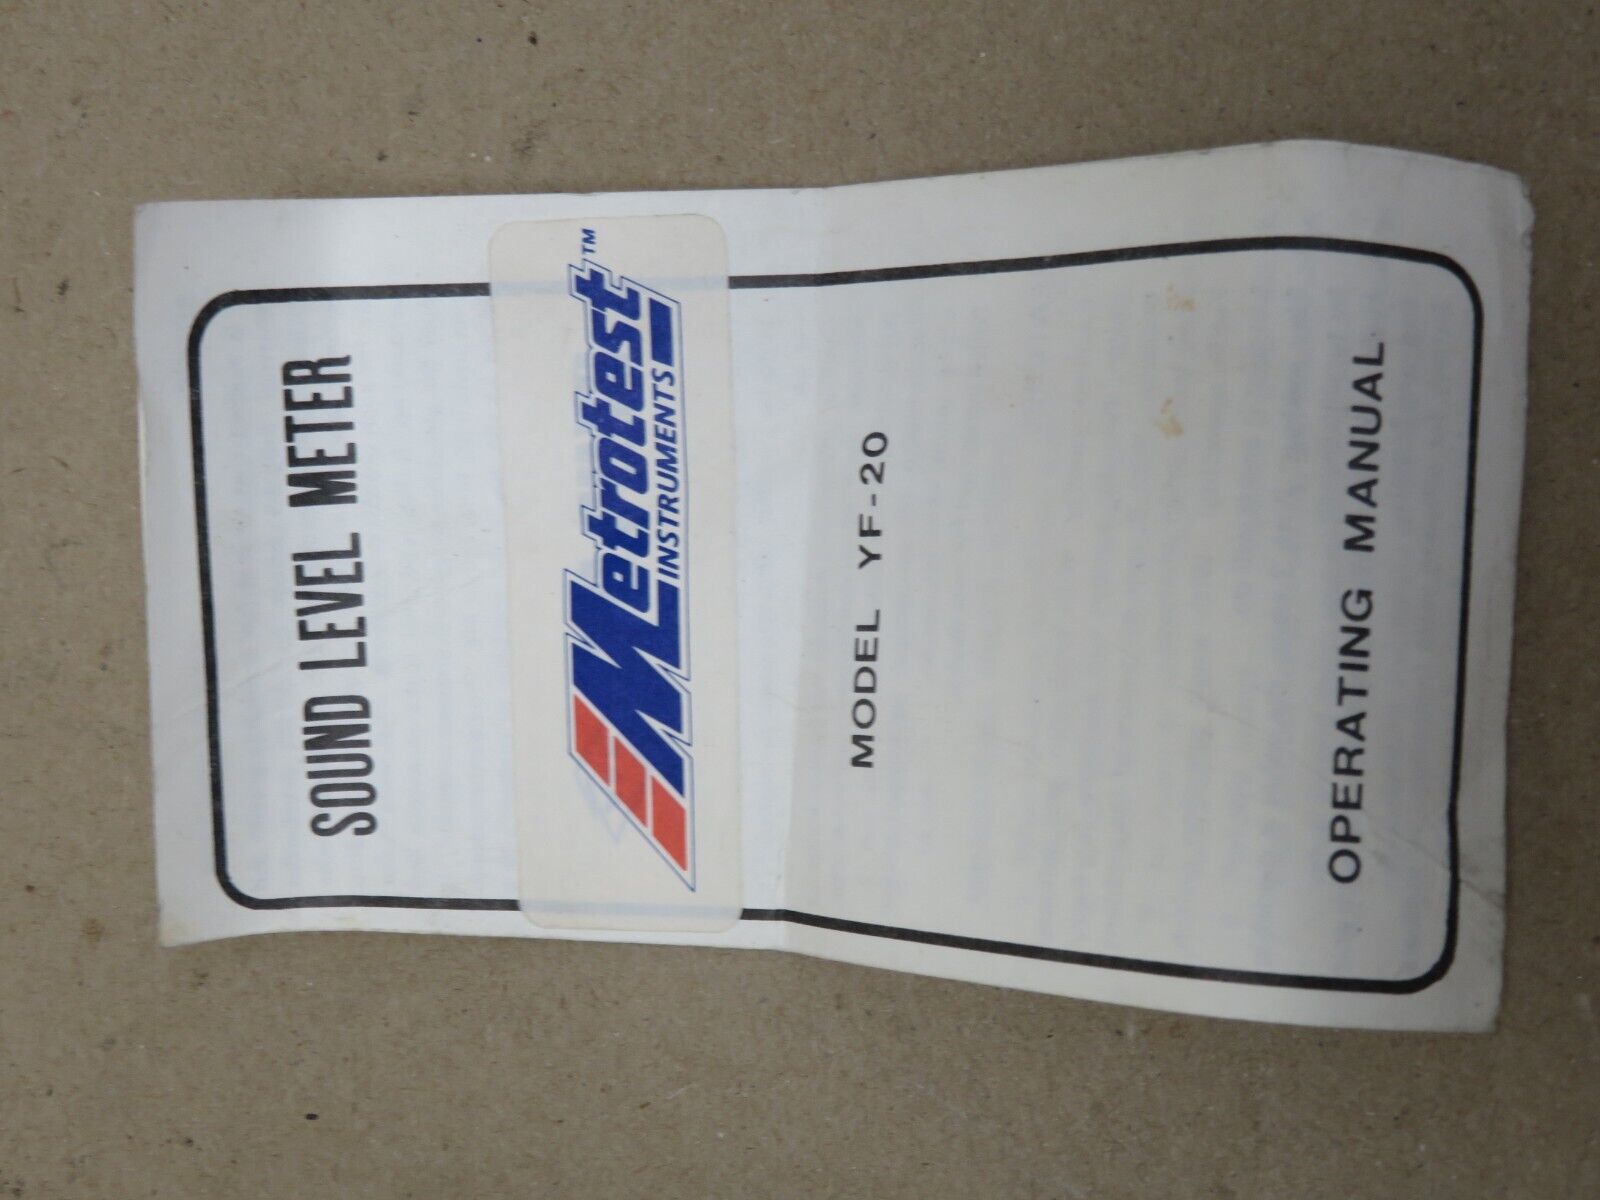 SOUND LEVEL METER
Metrotest™
INSTRUMENTS
MODEL YF-20
OPERATING MANUAL